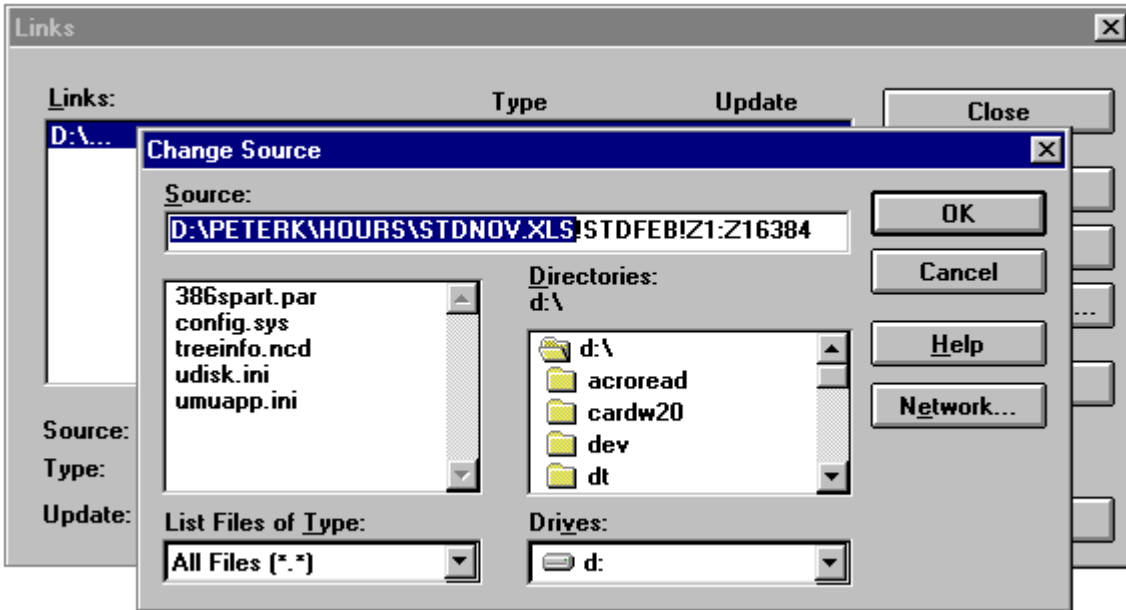 Links
Links: Type Update
Close
D:\...
Change Source
Source:
D:\PETERK\HOURS\STDNOV.XLS!STDFEB!Z1:Z16384
OK
Cancel
Directories:
d:\
386spart.par
config.sys
treeinfo.ncd
udisk.ini
umuapp.ini
d:\
acroread
cardw20
dev
dt
...
Help
Network...
Source:
Type:
Update:
List Files of Type:
All Files (*.*)
Drives:
d: